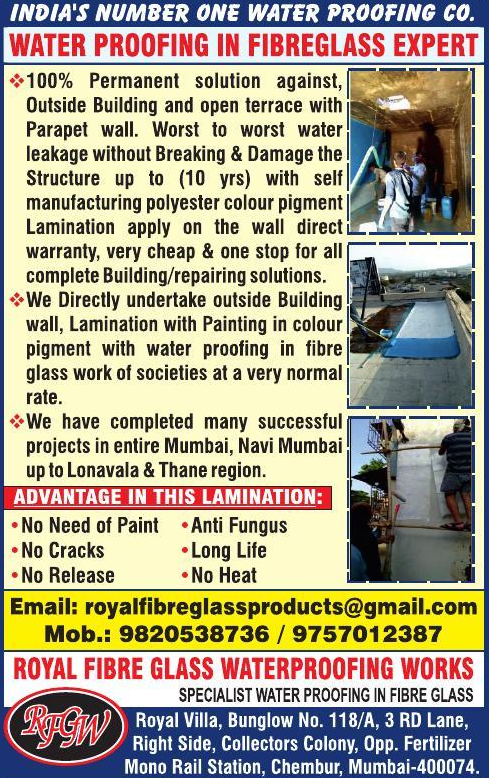 INDIA'S NUMBER ONE WATER PROOFING CO.
WATER PROOFING IN FIBREGLASS EXPERT
❖100% Permanent solution against,
Outside Building and open terrace with
Parapet wall. Worst to worst water
leakage without Breaking & Damage the
Structure up to (10 yrs) with self
manufacturing polyester colour pigment
Lamination apply on the wall direct
warranty, very cheap & one stop for all
complete Building/repairing solutions.
❖We Directly undertake outside Building
wall, Lamination with Painting in colour
pigment with water proofing in fibre
glass work of societies at a very normal
rate.
❖We have completed many successful
projects in entire Mumbai, Navi Mumbai
up to Lonavala & Thane region.
ADVANTAGE IN THIS LAMINATION:
•No Need of Paint •Anti Fungus
•No Cracks •Long Life
•No Release •No Heat
Email: royalfibreglassproducts@gmail.com
Mob.: 9820538736 / 9757012387
ROYAL FIBRE GLASS WATERPROOFING WORKS
SPECIALIST WATER PROOFING IN FIBRE GLASS
RFGW
Royal Villa, Bunglow No. 118/A, 3 RD Lane,
Right Side, Collectors Colony, Opp. Fertilizer
Mono Rail Station, Chembur, Mumbai-400074.